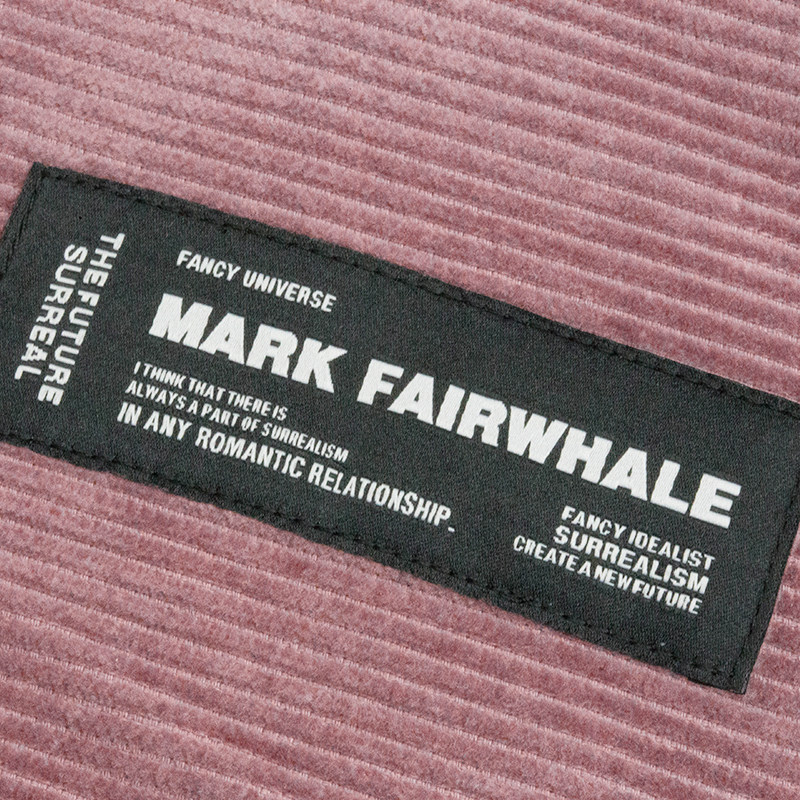 THE FUTURE
SURREAL
FANCY UNIVERSE
MARK FAIRWHALE
I THINK THAT THERE IS
ALWAYS A PART OF SURREALISM
IN ANY ROMANTIC RELATIONSHIP_
FANCY IDEALIST
SURREALISM
CREATE A NEW FUTURE